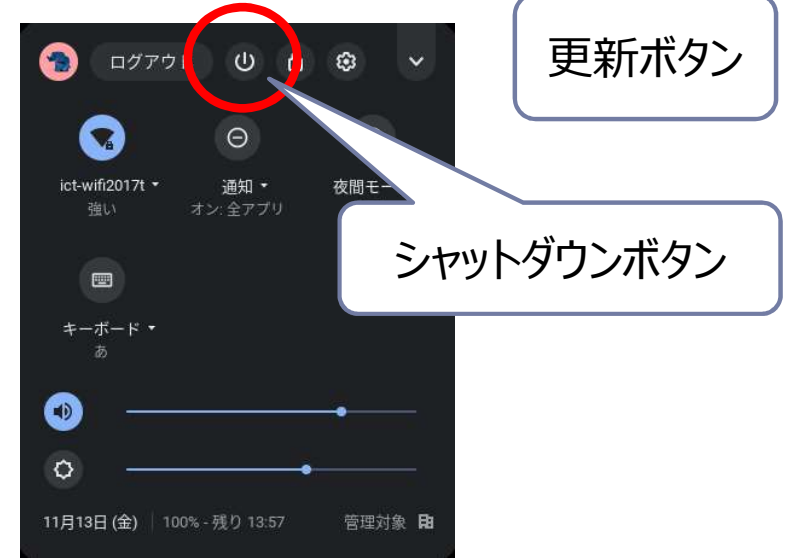 更新ボタン
ログアウト
ict-wifi2017t
強い
通知
オン: 全アプリ
夜間モー
シャットダウンボタン
キーボード
あ
11月13日 (金) 100% - 残り 13:57 管理対象